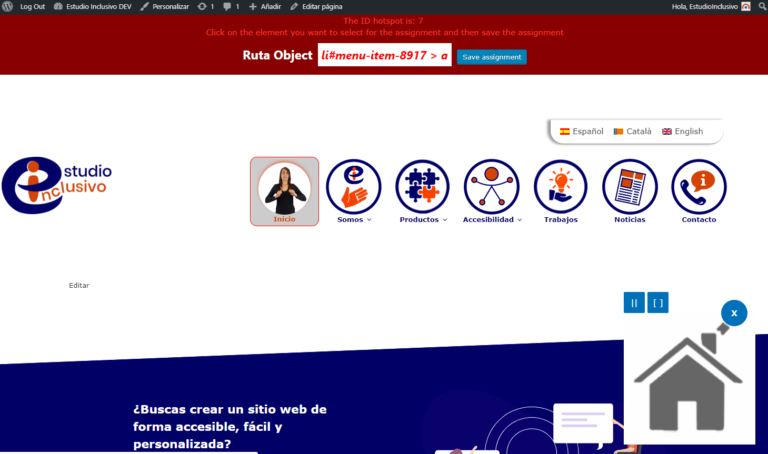 Log Out Estudio Inclusivo DEV Personalizar 1 1 Añadir Editar página Hola, EstudioInclusivo
The ID hotspot is: 7
Click on the element you want to select for the assignment and then save the assignment
Ruta Object li#menu-item-8917 > a Save assignment
Español Català English
estudio
inclusivo
Inicio Somos Productos Accesibilidad Trabajos Noticias Contacto
Editar
|| [ ] x
¿Buscas crear un sitio web de
forma accesible, fácil y
personalizada?